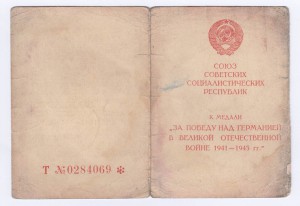 Т №0284069 *
СОЮЗ
СОВЕТСКИХ
СОЦИАЛИСТИЧЕСКИХ
РЕСПУБЛИК
К МЕДАЛИ
„ЗА ПОБЕДУ НАД ГЕРМАНИЕЙ
В ВЕЛИКОЙ ОТЕЧЕСТВЕННОЙ
ВОЙНЕ 1941—1945 гг."